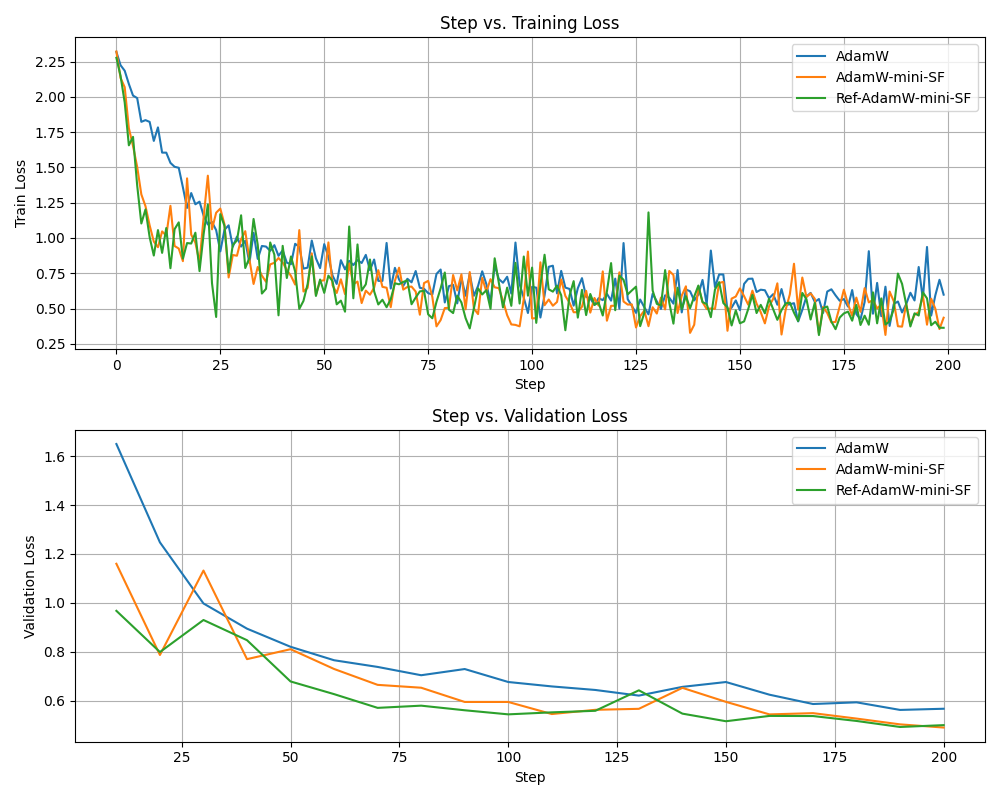 Step vs. Training Loss
Train Loss
2.25
2.00
1.75
1.50
1.25
1.00
0.75
0.50
0.25
AdamW
AdamW-mini-SF
Ref-AdamW-mini-SF
0 25 50 75 100 125 150 175 200
Step
Step vs. Validation Loss
Validation Loss
1.6
1.4
1.2
1.0
0.8
0.6
AdamW
AdamW-mini-SF
Ref-AdamW-mini-SF
25 50 75 100 125 150 175 200
Step